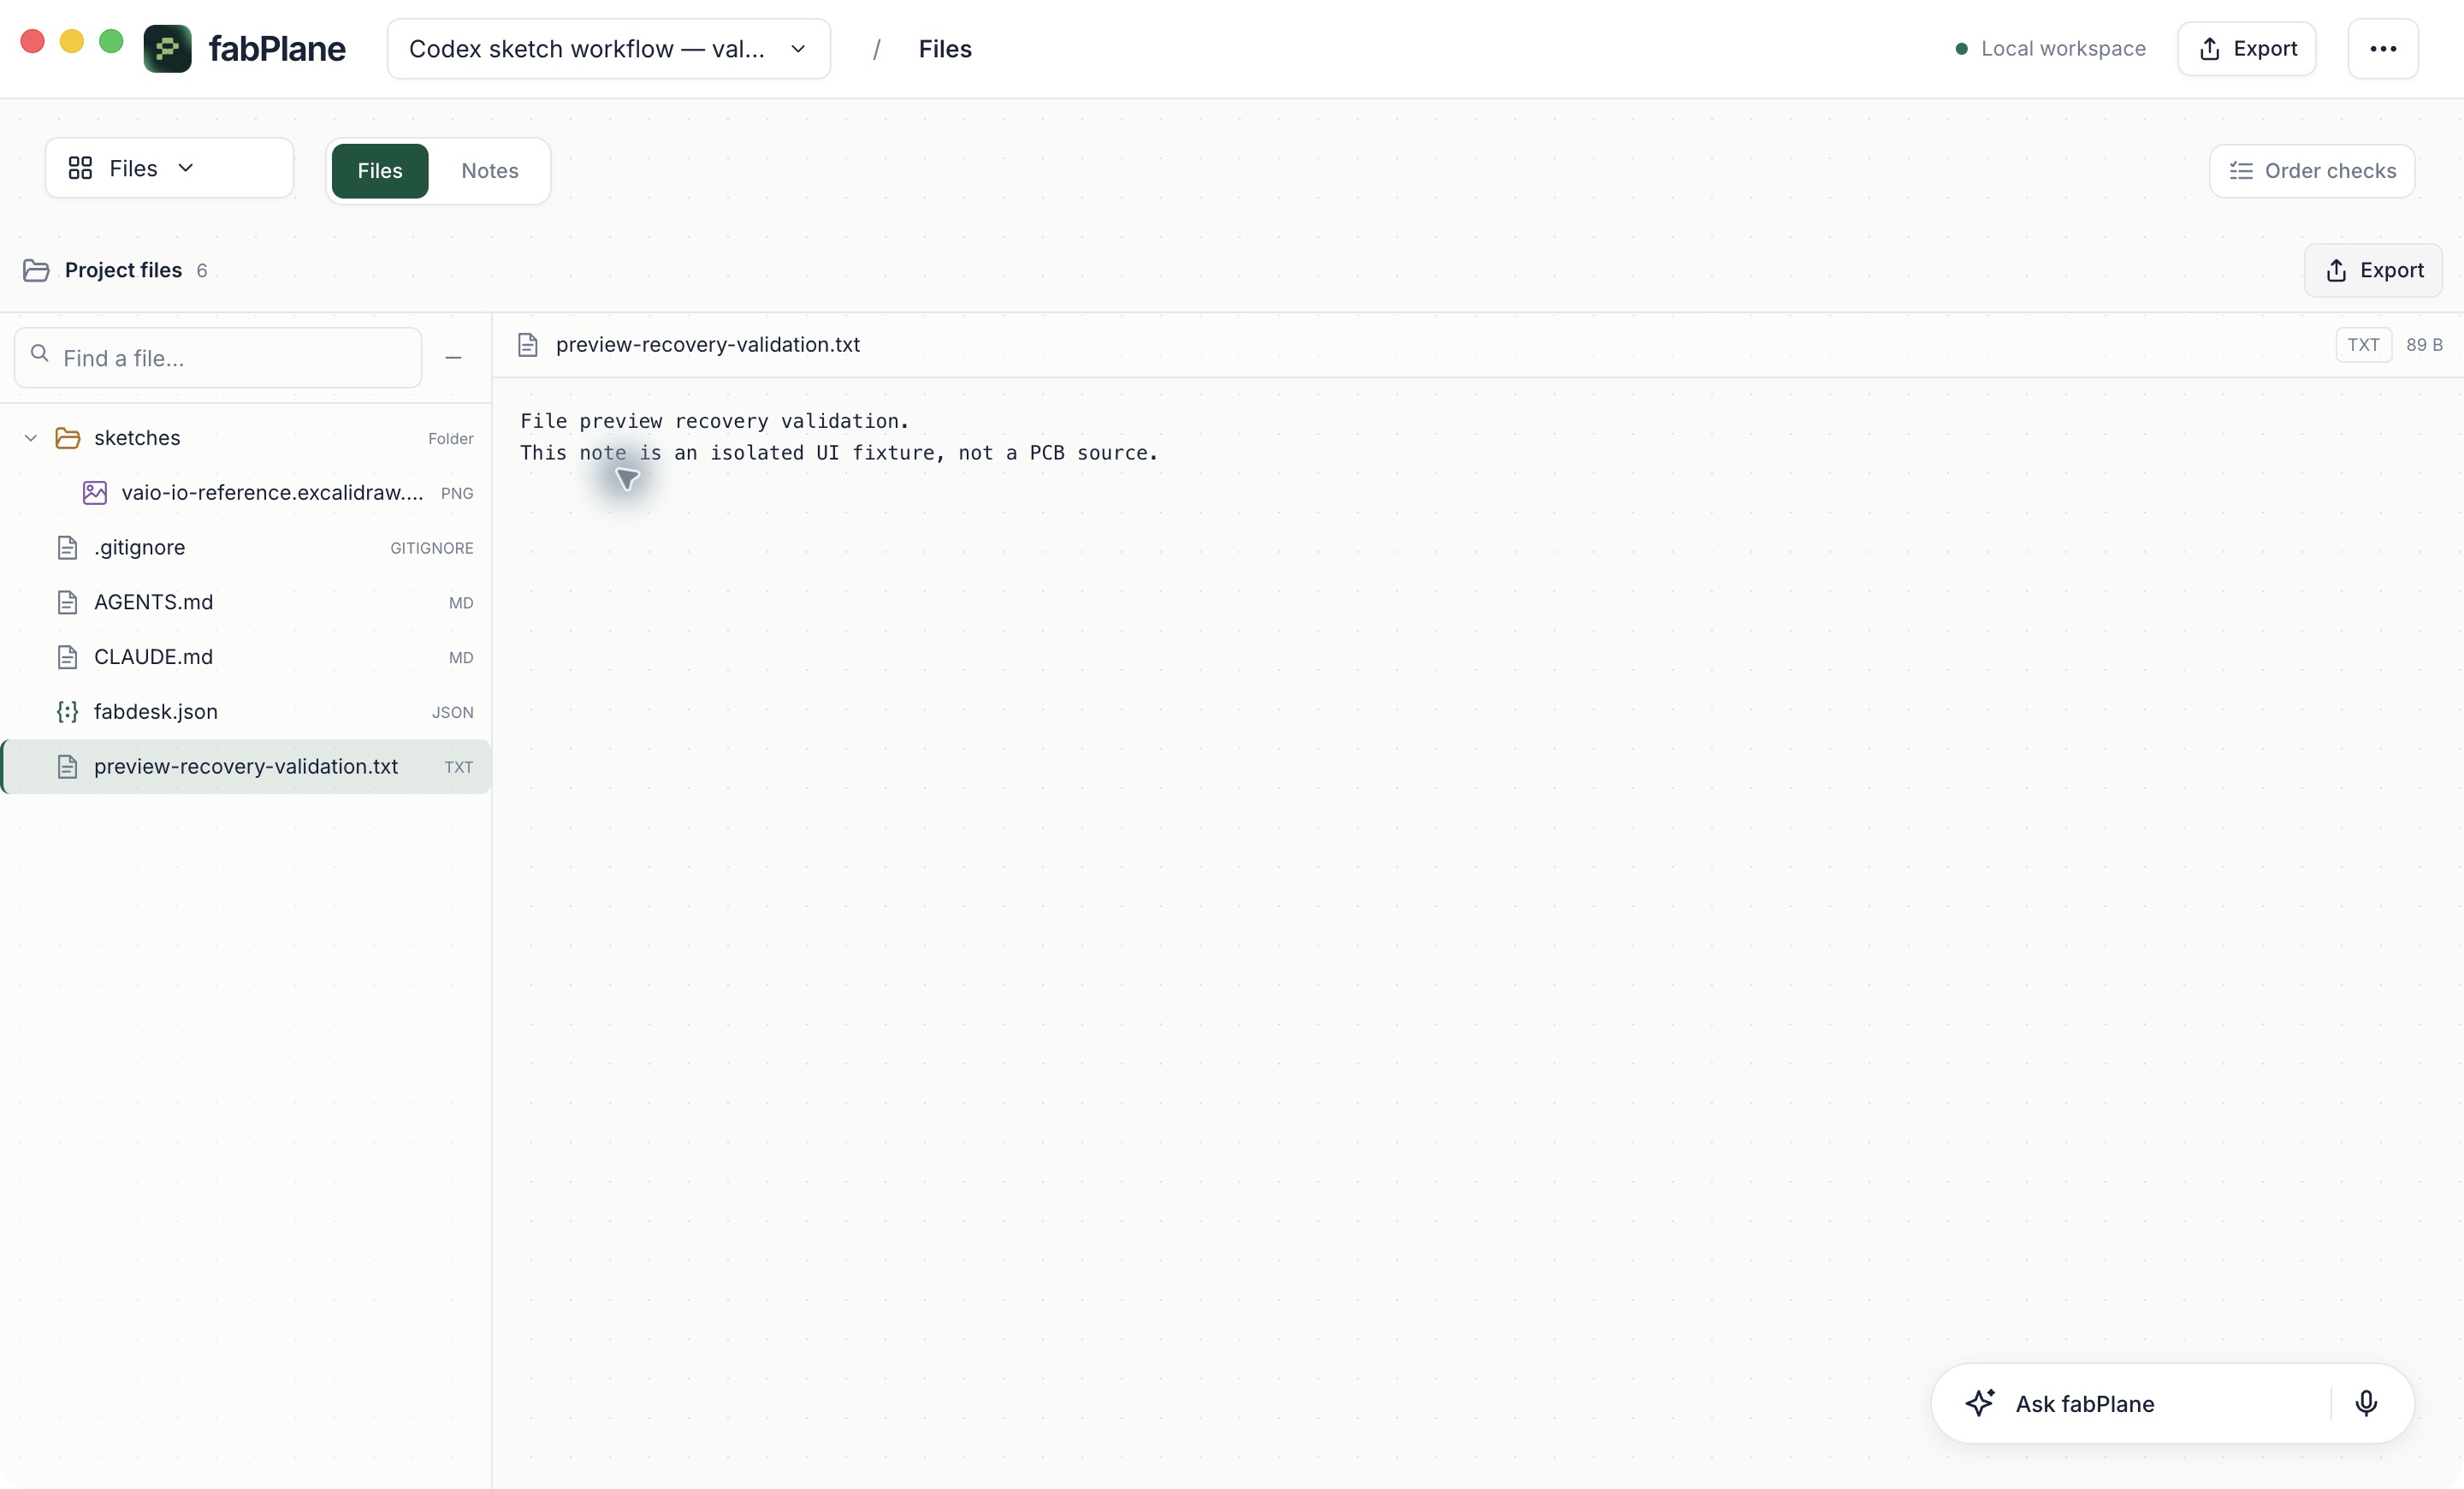 fabPlane
Codex sketch workflow — val...
/
Files
Local workspace
Export
Files
Files
Notes
Order checks
Project files 6
Export
Find a file...
preview-recovery-validation.txt
TXT
89 B
sketches
Folder
vaio-io-reference.excalidraw....
PNG
.gitignore
GITIGNORE
AGENTS.md
MD
CLAUDE.md
MD
fabdesk.json
JSON
preview-recovery-validation.txt
TXT
File preview recovery validation.
This note is an isolated UI fixture, not a PCB source.
Ask fabPlane